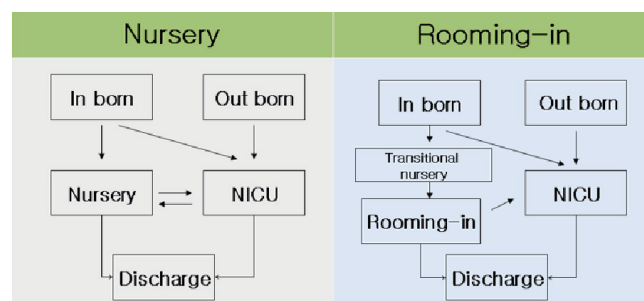 Nursery
Rooming-in
In born
Out born
Nursery
NICU
Discharge
In born
Out born
Transitional
nursery
Rooming-in
NICU
Discharge